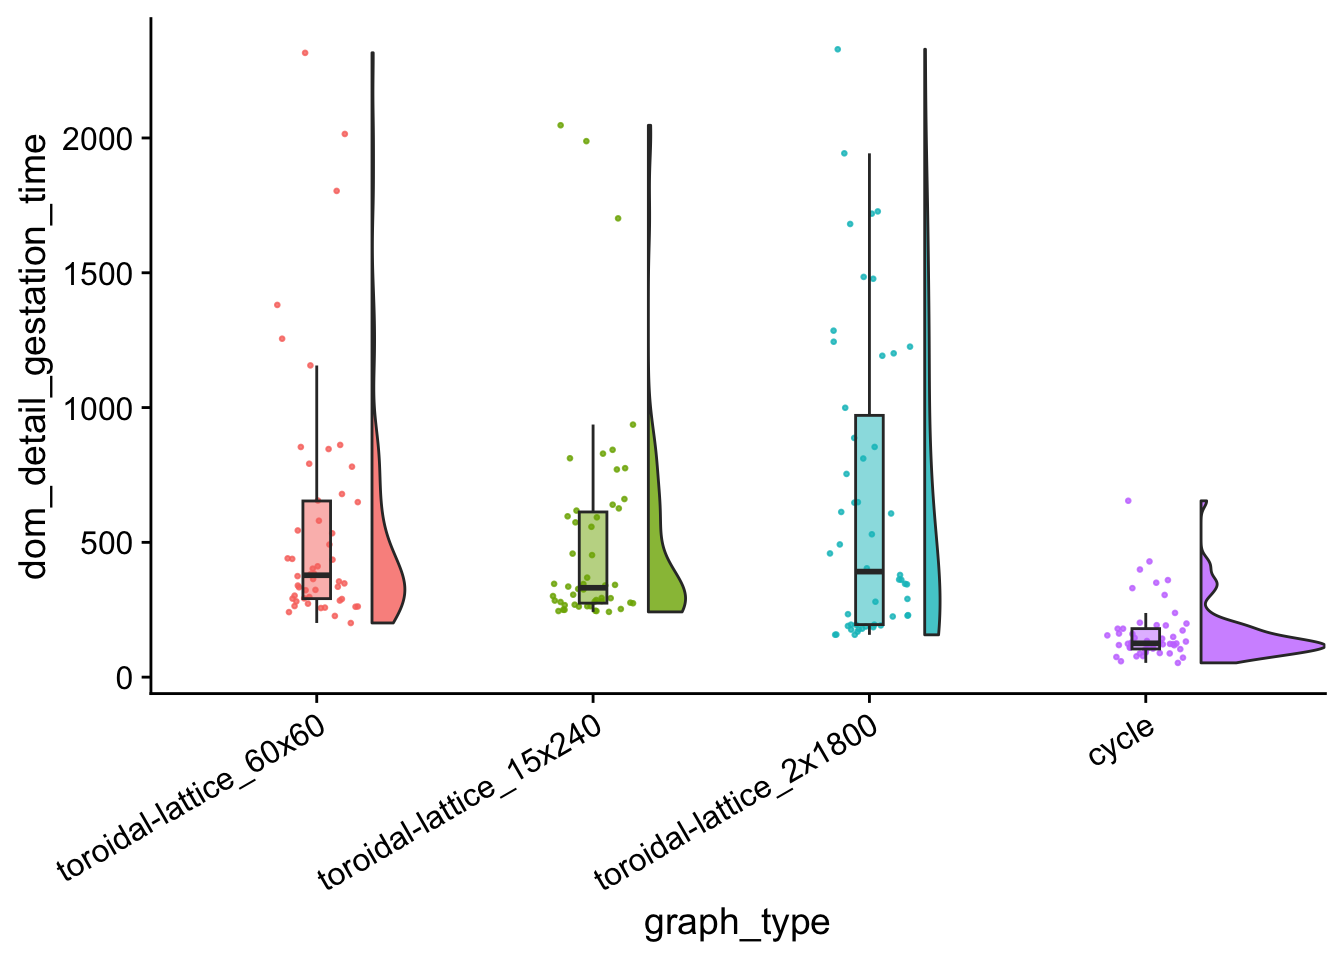 dom_detail_gestation_time
2000
1500
1000
500
0
toroidal-lattice_60x60
toroidal-lattice_15x240
toroidal-lattice_2x1800
cycle
graph_type